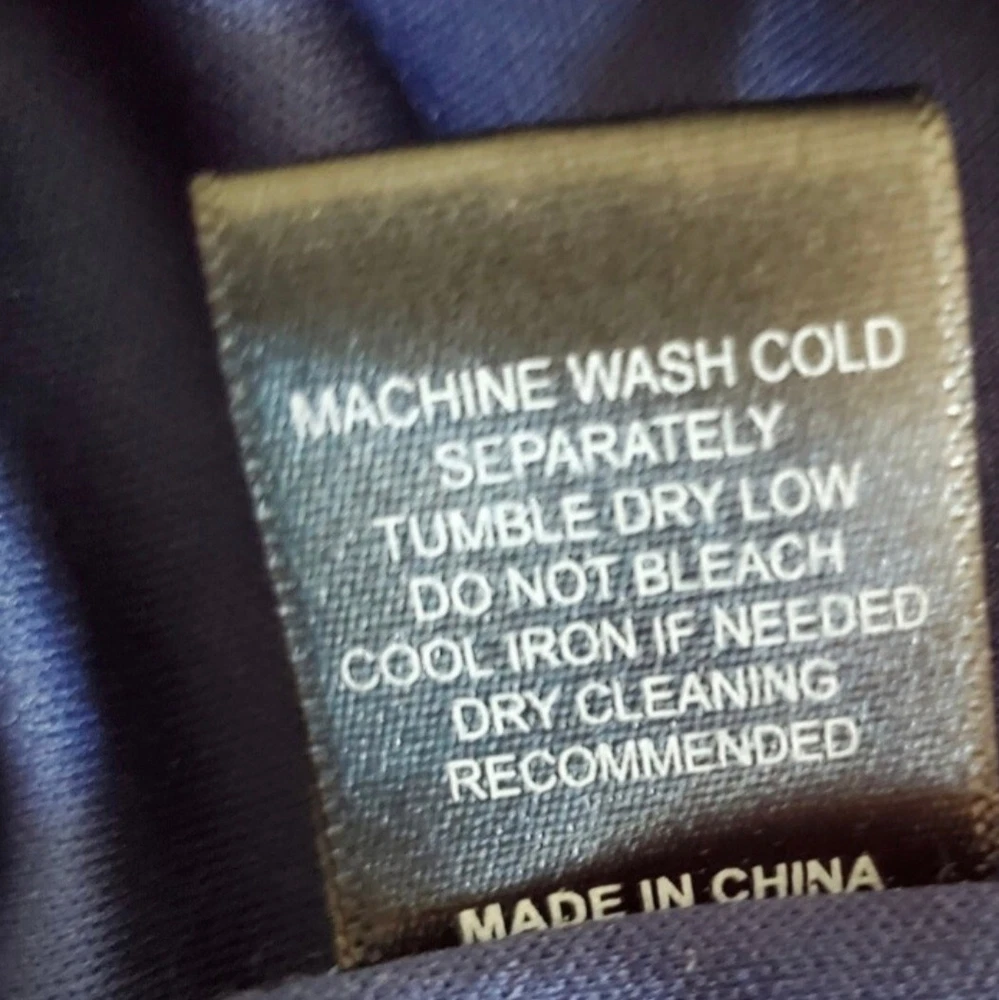 MACHINE WASH COLD
SEPARATELY
TUMBLE DRY LOW
DO NOT BLEACH
COOL IRON IF NEEDED
DRY CLEANING
RECOMMENDED
MADE IN CHINA